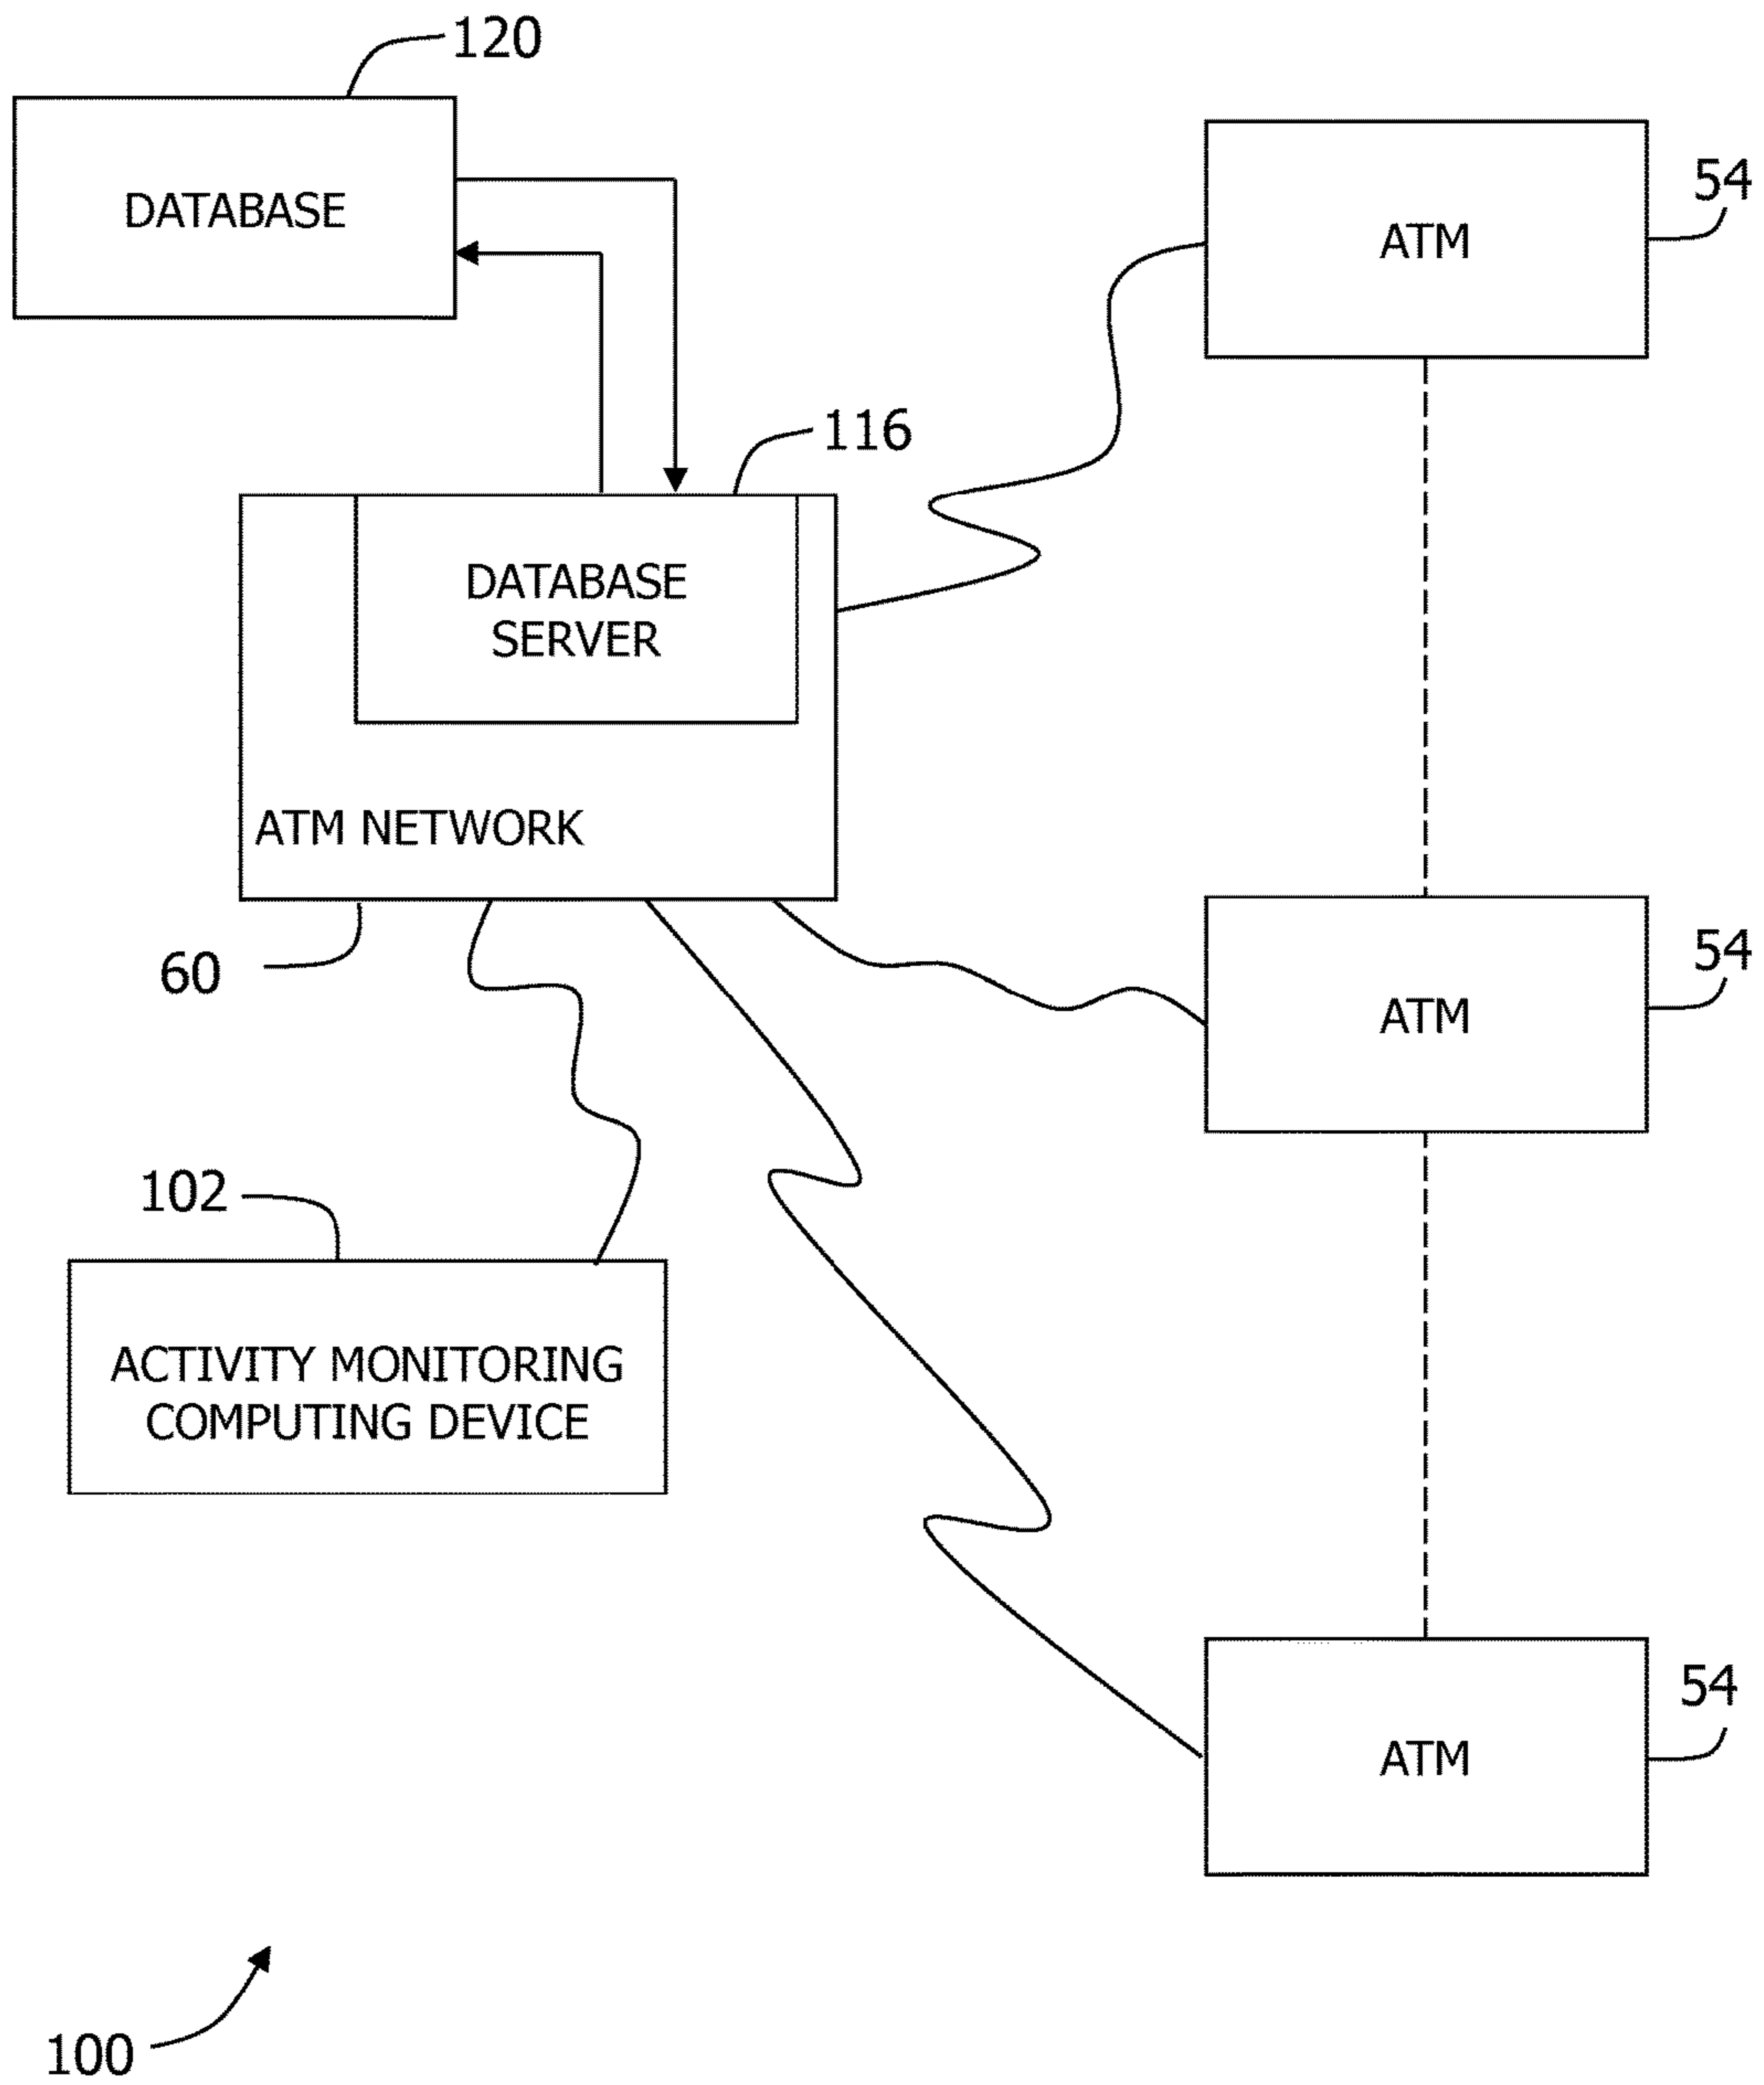 120
DATABASE
54
ATM
116
DATABASE
SERVER
ATM NETWORK
60
54
ATM
102
ACTIVITY MONITORING
COMPUTING DEVICE
54
ATM
100